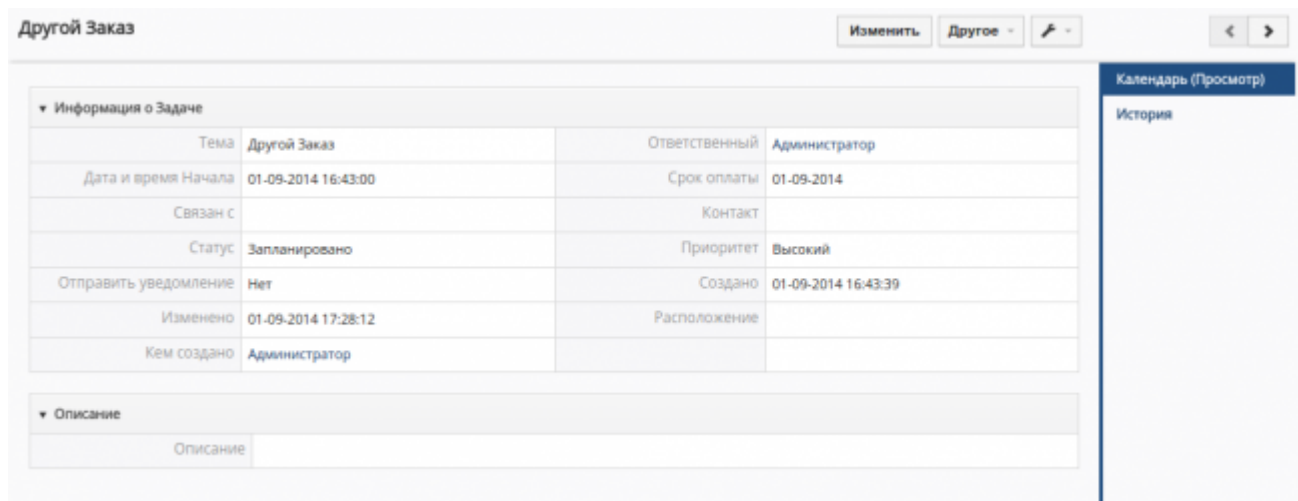 Другой Заказ Изменить Другое
Календарь (Просмотр)
▾ Информация о Задаче
История
Тема Другой Заказ Ответственный Администратор
Дата и время Начала 01-09-2014 16:43:00 Срок оплаты 01-09-2014
Связан с Контакт
Статус Запланировано Приоритет Высокий
Отправить уведомление Нет Создано 01-09-2014 16:43:39
Изменено 01-09-2014 17:28:12 Расположение
Кем создано Администратор
▾ Описание
Описание